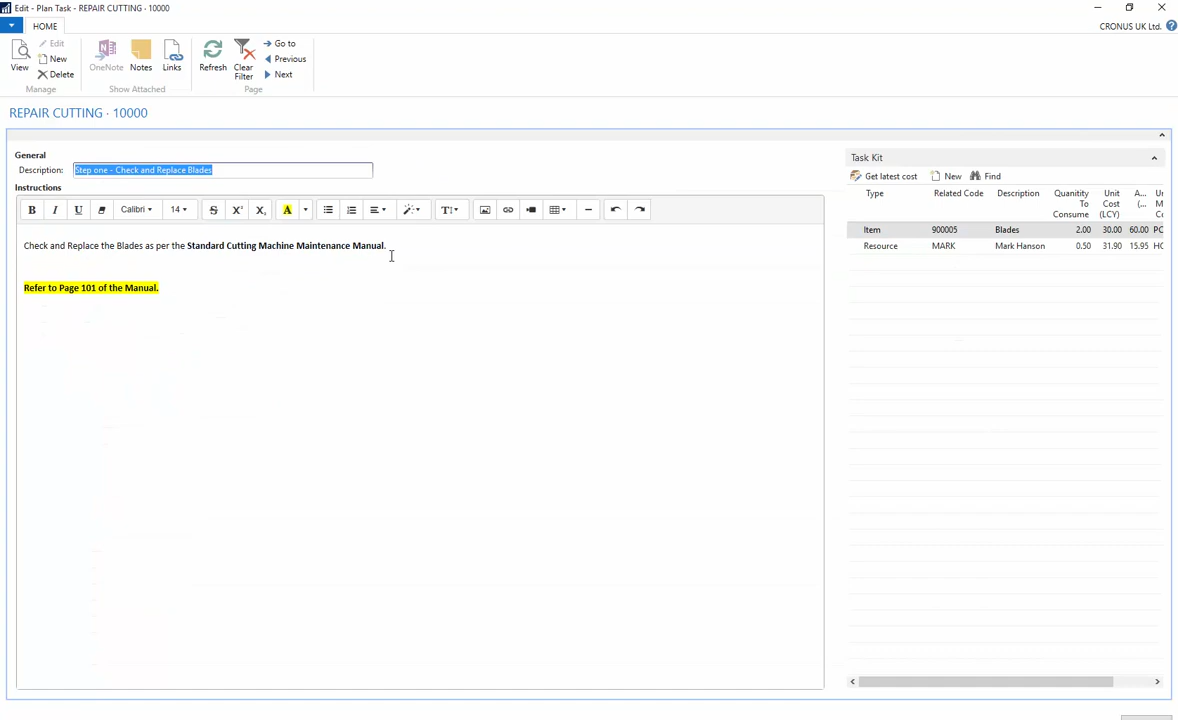 Edit - Plan Task - REPAIR CUTTING · 10000
HOME
CRONUS UK Ltd.
View
Edit
New
Delete
Manage
OneNote
Notes
Links
Show Attached
Refresh
Clear
Filter
Go to
Previous
Next
Page
REPAIR CUTTING · 10000
General
Description: Step one - Check and Replace Blades
Instructions
B I U Calibri 14 S X² X₂ A T
Check and Replace the Blades as per the Standard Cutting Machine Maintenance Manual.
Refer to Page 101 of the Manual.
Task Kit
Get latest cost New Find
Type Related Code Description Quanitity To Consume Unit Cost (LCY) A... (... Ur M Cc
Item 900005 Blades 2.00 30.00 60.00 PC
Resource MARK Mark Hanson 0.50 31.90 15.95 HC